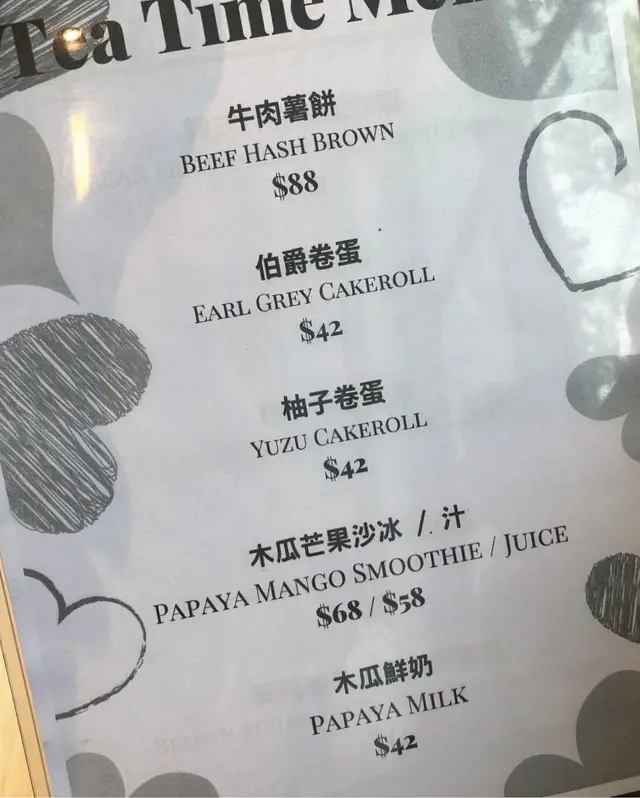 Tea Time Menu
牛肉薯餅
BEEF HASH BROWN
$88
伯爵卷蛋
EARL GREY CAKEROLL
$42
柚子卷蛋
YUZU CAKEROLL
$42
木瓜芒果沙冰 / 汁
PAPAYA MANGO SMOOTHIE / JUICE
$68 / $58
木瓜鮮奶
PAPAYA MILK
$42